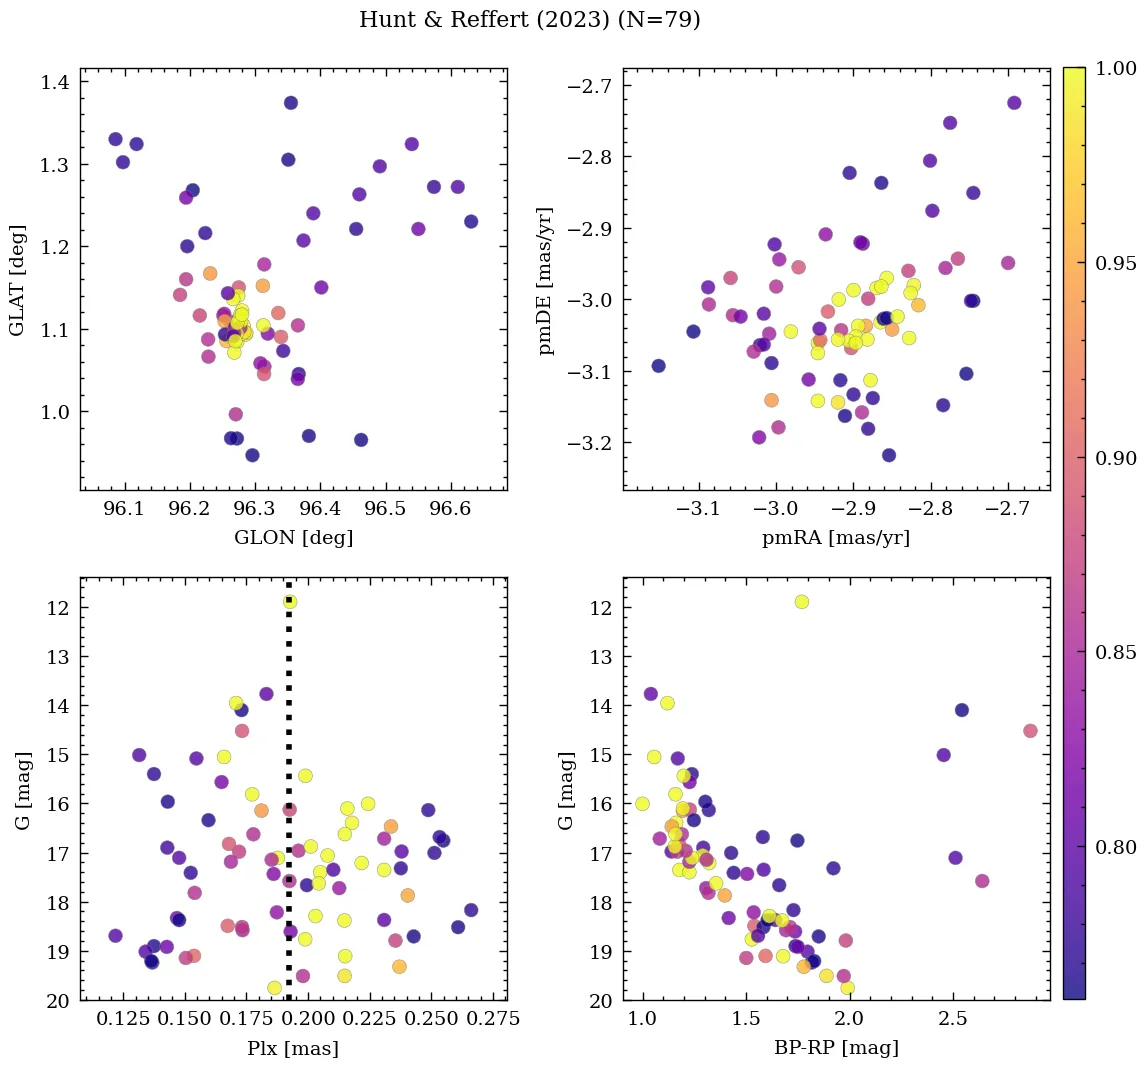 Hunt & Reffert (2023) (N=79)
GLAT [deg]
1.4
1.3
1.2
1.1
1.0
96.1 96.2 96.3 96.4 96.5 96.6
GLON [deg]
pmDE [mas/yr]
−2.7
−2.8
−2.9
−3.0
−3.1
−3.2
−3.1 −3.0 −2.9 −2.8 −2.7
pmRA [mas/yr]
G [mag]
12
13
14
15
16
17
18
19
20
0.125 0.150 0.175 0.200 0.225 0.250 0.275
Plx [mas]
G [mag]
12
13
14
15
16
17
18
19
20
1.0 1.5 2.0 2.5
BP-RP [mag]
1.00
0.95
0.90
0.85
0.80